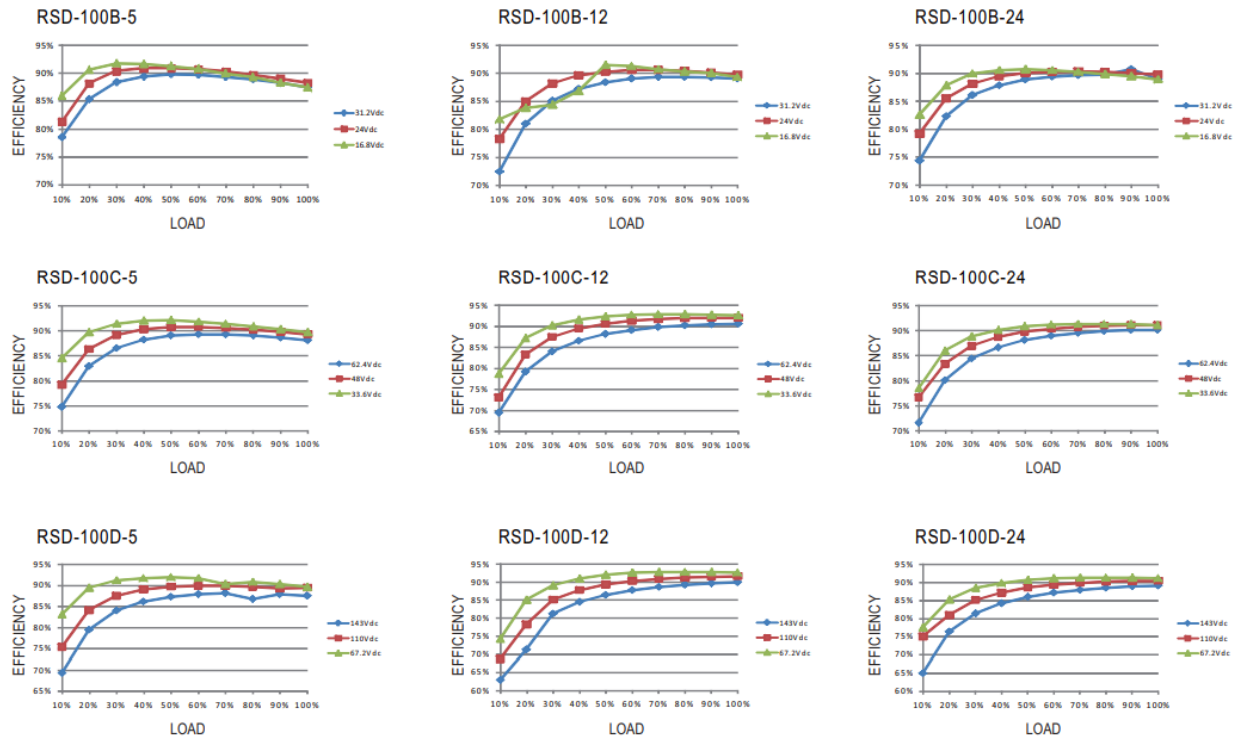 RSD-100B-5
EFFICIENCY
95%
90%
85%
80%
75%
70%
10% 20% 30% 40% 50% 60% 70% 80% 90% 100%
LOAD
31.2Vdc
24Vdc
16.8Vdc
RSD-100B-12
EFFICIENCY
95%
90%
85%
80%
75%
70%
10% 20% 30% 40% 50% 60% 70% 80% 90% 100%
LOAD
31.2Vdc
24Vdc
16.8Vdc
RSD-100B-24
EFFICIENCY
95%
90%
85%
80%
75%
70%
10% 20% 30% 40% 50% 60% 70% 80% 90% 100%
LOAD
31.2Vdc
24Vdc
16.8Vdc
RSD-100C-5
EFFICIENCY
95%
90%
85%
80%
75%
70%
10% 20% 30% 40% 50% 60% 70% 80% 90% 100%
LOAD
62.4Vdc
48Vdc
33.6Vdc
RSD-100C-12
EFFICIENCY
95%
90%
85%
80%
75%
70%
65%
10% 20% 30% 40% 50% 60% 70% 80% 90% 100%
LOAD
62.4Vdc
48Vdc
33.6Vdc
RSD-100C-24
EFFICIENCY
95%
90%
85%
80%
75%
70%
10% 20% 30% 40% 50% 60% 70% 80% 90% 100%
LOAD
62.4Vdc
48Vdc
33.6Vdc
RSD-100D-5
EFFICIENCY
95%
90%
85%
80%
75%
70%
65%
10% 20% 30% 40% 50% 60% 70% 80% 90% 100%
LOAD
143Vdc
110Vdc
67.2Vdc
RSD-100D-12
EFFICIENCY
95%
90%
85%
80%
75%
70%
65%
60%
10% 20% 30% 40% 50% 60% 70% 80% 90% 100%
LOAD
143Vdc
110Vdc
67.2Vdc
RSD-100D-24
EFFICIENCY
95%
90%
85%
80%
75%
70%
65%
60%
10% 20% 30% 40% 50% 60% 70% 80% 90% 100%
LOAD
143Vdc
110Vdc
67.2Vdc